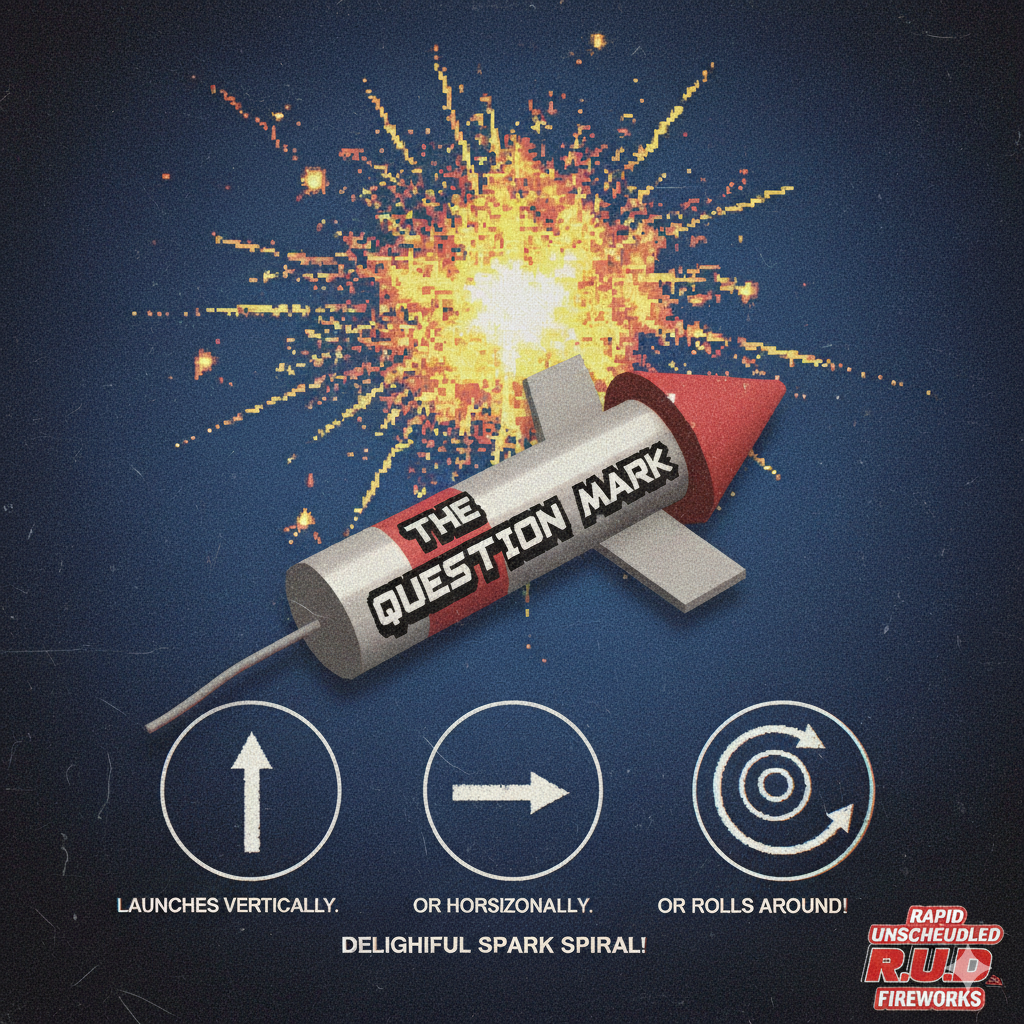 THE
QUESTION MARK
LAUNCHES VERTICALLY.
OR HORSIZONALLY.
OR ROLLS AROUND!
DELIGHIFUL SPARK SPIRAL!
RAPID
UNSCHEUDLED
R.U.D.
FIREWORKS